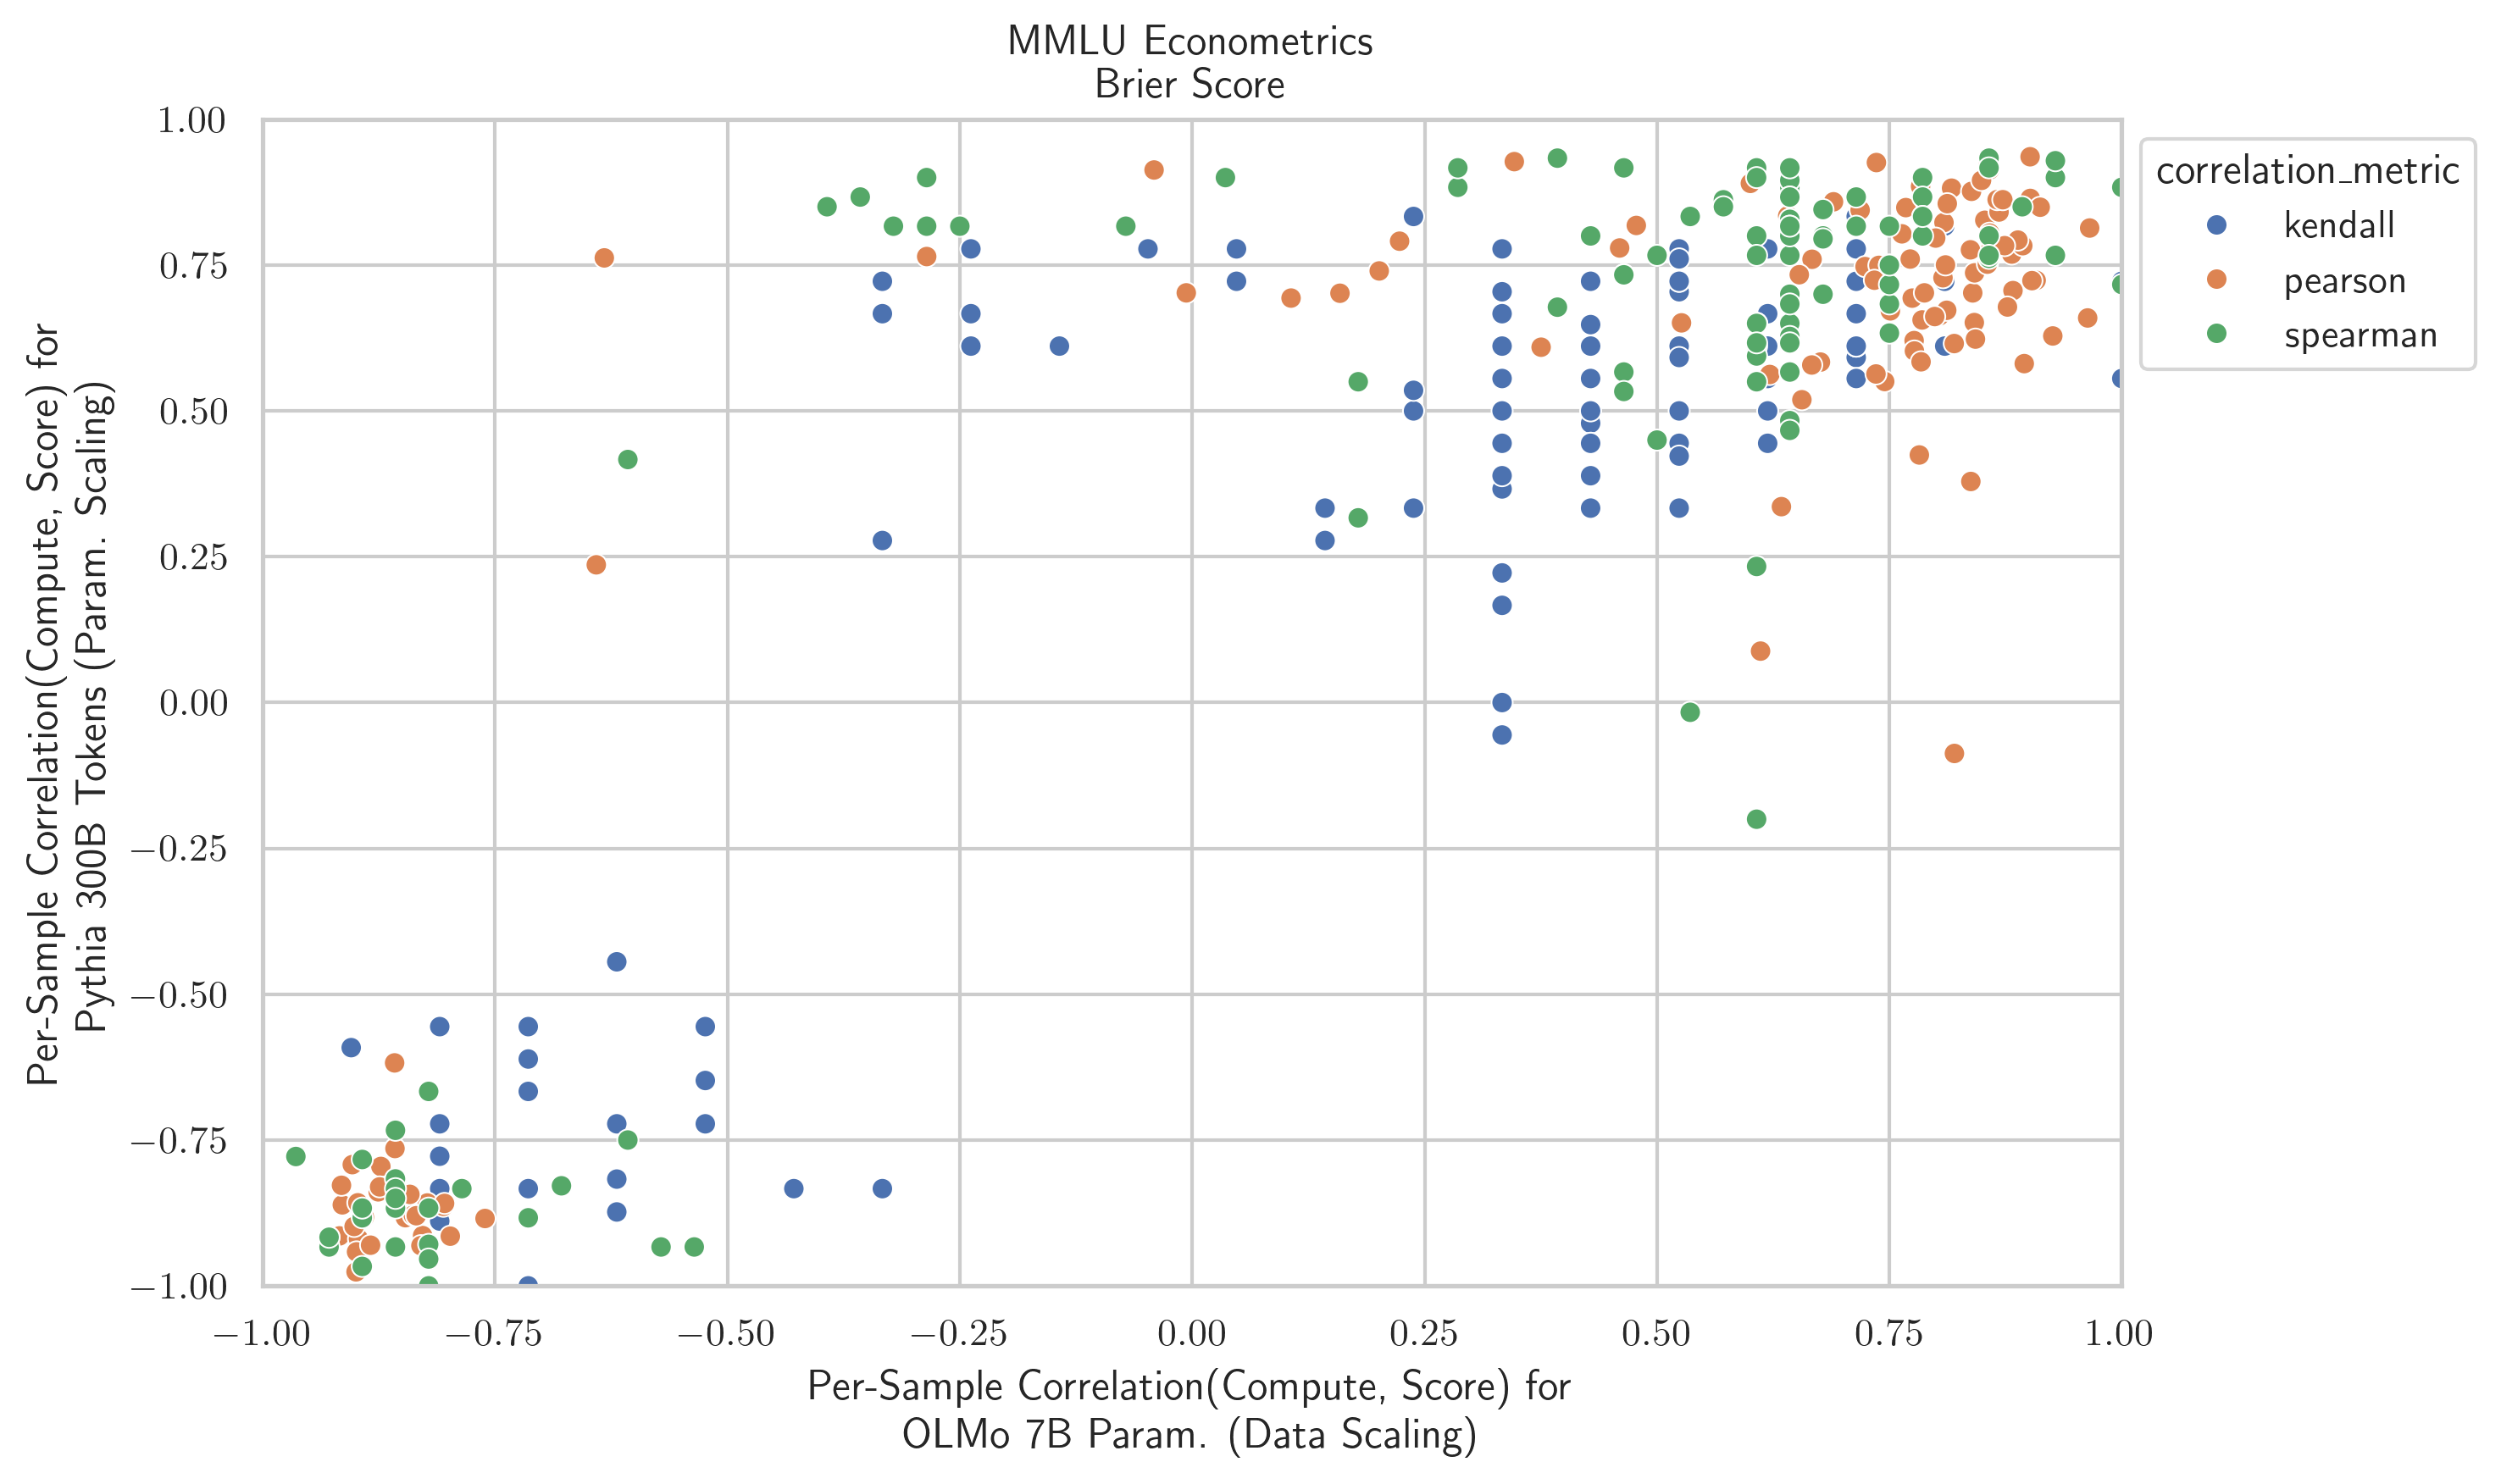 MMLU Econometrics
Brier Score
Per-Sample Correlation(Compute, Score) for
Pythia 300B Tokens (Param. Scaling)
1.00
0.75
0.50
0.25
0.00
−0.25
−0.50
−0.75
−1.00
−1.00 −0.75 −0.50 −0.25 0.00 0.25 0.50 0.75 1.00
Per-Sample Correlation(Compute, Score) for
OLMo 7B Param. (Data Scaling)
correlation_metric
kendall
pearson
spearman